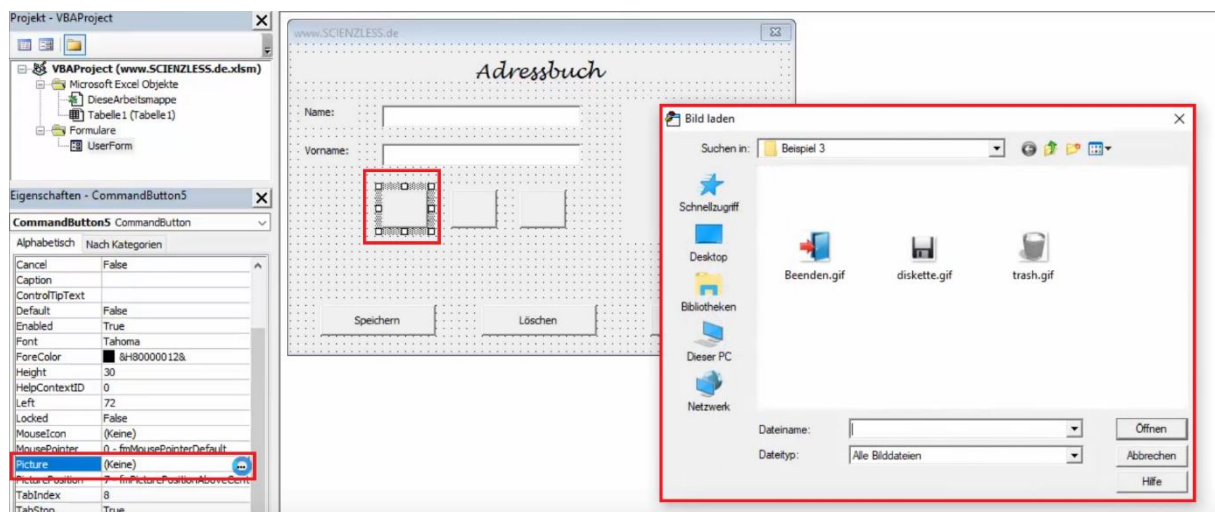 Projekt - VBAProject
VBAProject (www.SCIENZLESS.de.xlsm)
Microsoft Excel Objekte
DieseArbeitsmappe
Tabelle1 (Tabelle1)
Formulare
UserForm
Eigenschaften - CommandButton5
CommandButton5 CommandButton
Alphabetisch Nach Kategorien
Cancel False
Caption
ControlTipText
Default False
Enabled True
Font Tahoma
ForeColor &H80000012&
Height 30
HelpContextID 0
Left 72
Locked False
MouseIcon (Keine)
MousePointer 0 - fmMousePointerDefault
Picture (Keine) ...
PicturePosition 7 - fmPicturePositionAboveCent
TabIndex 8
TabStop True
www.SCIENZLESS.de
Adressbuch
Name:
Vorname:
Speichern Löschen
Bild laden
Suchen in: Beispiel 3
Schnellzugriff
Desktop
Bibliotheken
Dieser PC
Netzwerk
Beenden.gif diskette.gif trash.gif
Dateiname: Öffnen
Dateityp: Alle Bilddateien Abbrechen
Hilfe